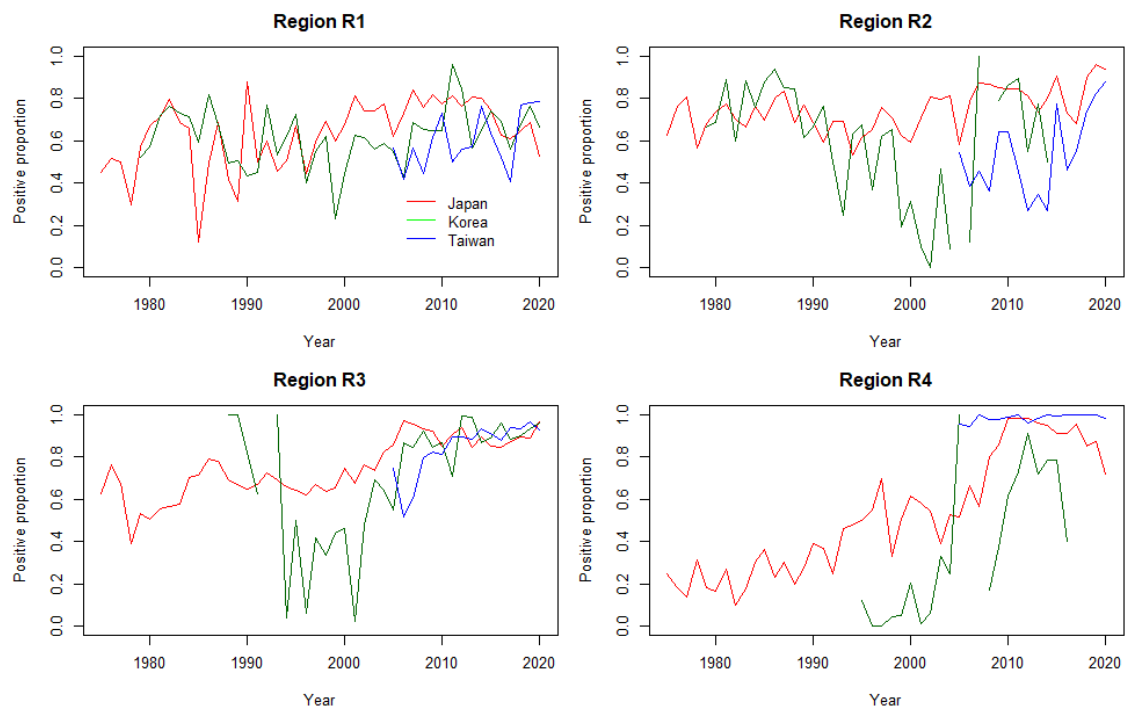 Region R1
Positive proportion
1.0
0.8
0.6
0.4
0.2
0.0
Japan
Korea
Taiwan
1980 1990 2000 2010 2020
Year
Region R2
Positive proportion
1.0
0.8
0.6
0.4
0.2
0.0
1980 1990 2000 2010 2020
Year
Region R3
Positive proportion
1.0
0.8
0.6
0.4
0.2
0.0
1980 1990 2000 2010 2020
Year
Region R4
Positive proportion
1.0
0.8
0.6
0.4
0.2
0.0
1980 1990 2000 2010 2020
Year